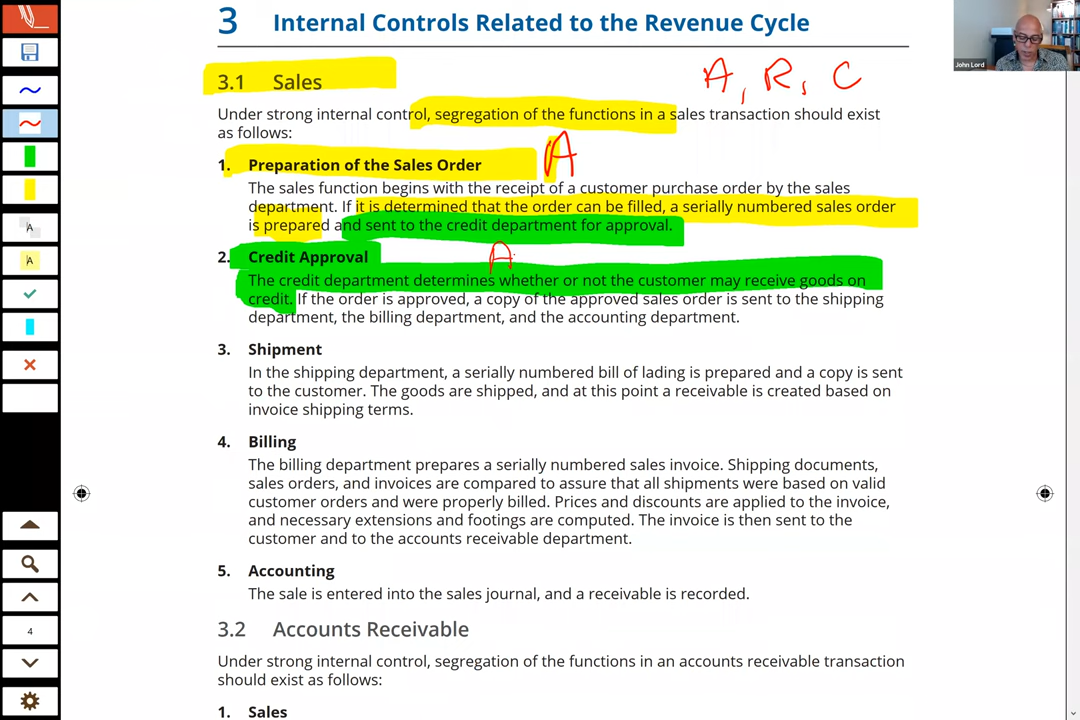 3 Internal Controls Related to the Revenue Cycle
John Lord
3.1 Sales
A, R, C
Under strong internal control, segregation of the functions in a sales transaction should exist
as follows:
1. Preparation of the Sales Order
A
The sales function begins with the receipt of a customer purchase order by the sales
department. If it is determined that the order can be filled, a serially numbered sales order
is prepared and sent to the credit department for approval.
2. Credit Approval
A
The credit department determines whether or not the customer may receive goods on
credit. If the order is approved, a copy of the approved sales order is sent to the shipping
department, the billing department, and the accounting department.
3. Shipment
In the shipping department, a serially numbered bill of lading is prepared and a copy is sent
to the customer. The goods are shipped, and at this point a receivable is created based on
invoice shipping terms.
4. Billing
The billing department prepares a serially numbered sales invoice. Shipping documents,
sales orders, and invoices are compared to assure that all shipments were based on valid
customer orders and were properly billed. Prices and discounts are applied to the invoice,
and necessary extensions and footings are computed. The invoice is then sent to the
customer and to the accounts receivable department.
5. Accounting
The sale is entered into the sales journal, and a receivable is recorded.
3.2 Accounts Receivable
Under strong internal control, segregation of the functions in an accounts receivable transaction
should exist as follows:
1. Sales
A
A
4